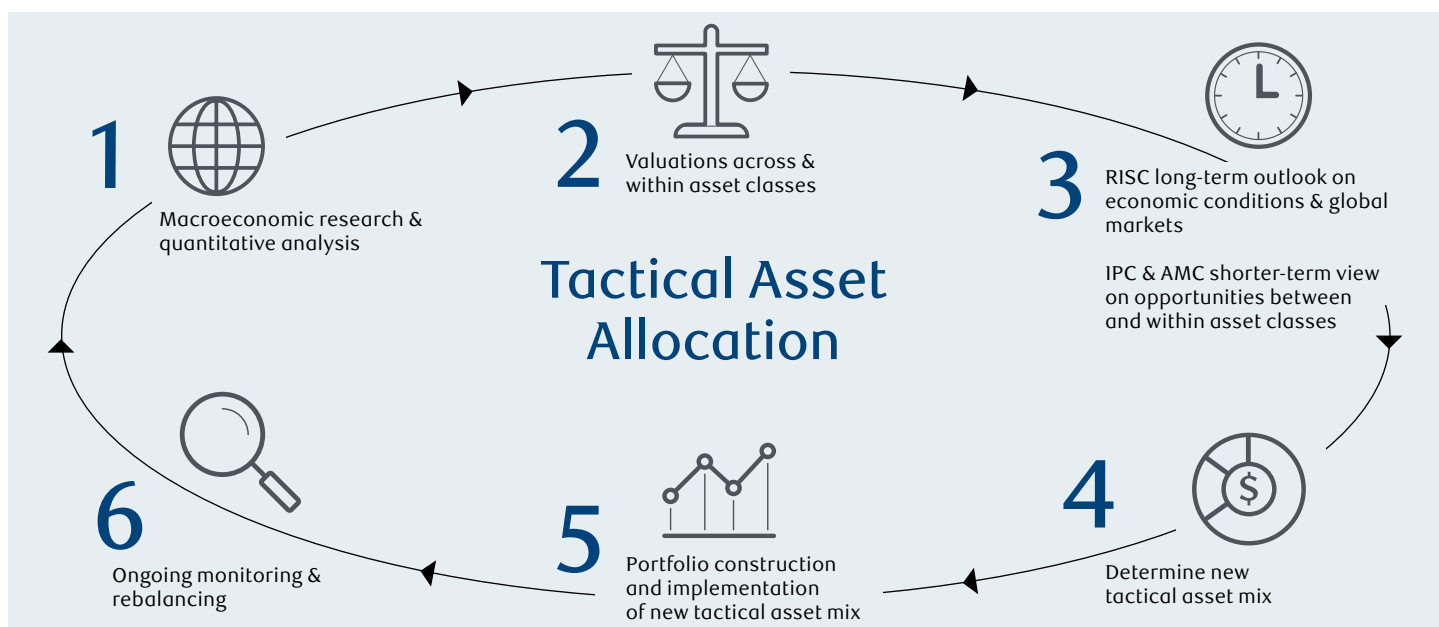 1
Macroeconomic research &
quantitative analysis
2
Valuations across &
within asset classes
3
RISC long-term outlook on
economic conditions & global
markets
IPC & AMC shorter-term view
on opportunities between
and within asset classes
Tactical Asset
Allocation
4
$
Determine new
tactical asset mix
5
Portfolio construction
and implementation
of new tactical asset mix
6
Ongoing monitoring &
rebalancing